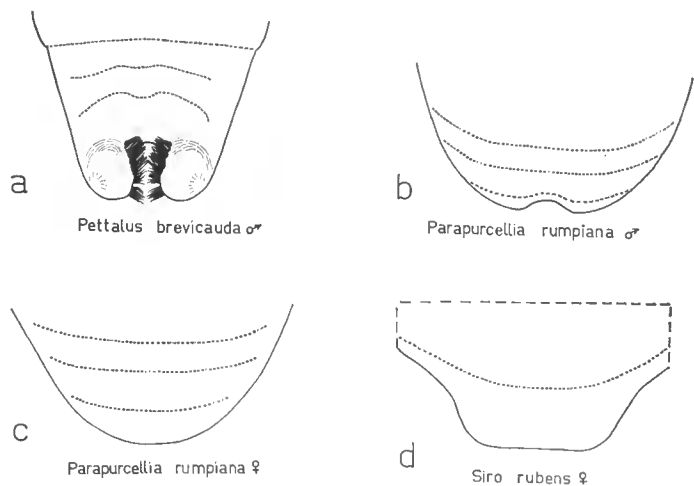 a
Pettalus brevicauda ♂
b
Parapurcellia rumpiana ♂
c
Parapurcellia rumpiana ♀
d
Siro rubens ♀